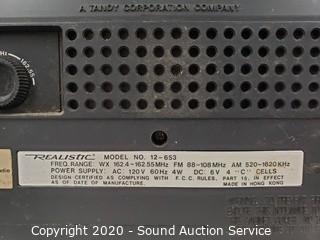 A TANDY CORPORATION COMPANY
162.55
REALISTIC MODEL NO. 12-653
FREQ. RANGE: WX 162.4-162.55MHz FM 88-108MHz AM 520-1620KHz
POWER SUPPLY: AC: 120V 60Hz 4W DC: 6V 4 "C" CELLS
DESIGN CERTIFIED AS COMPLYING WITH F.C.C. RULES, PART 15, IN EFFECT
AS OF DATE OF MANUFACTURE. MADE IN HONG KONG
Copyright 2020 - Sound Auction Service